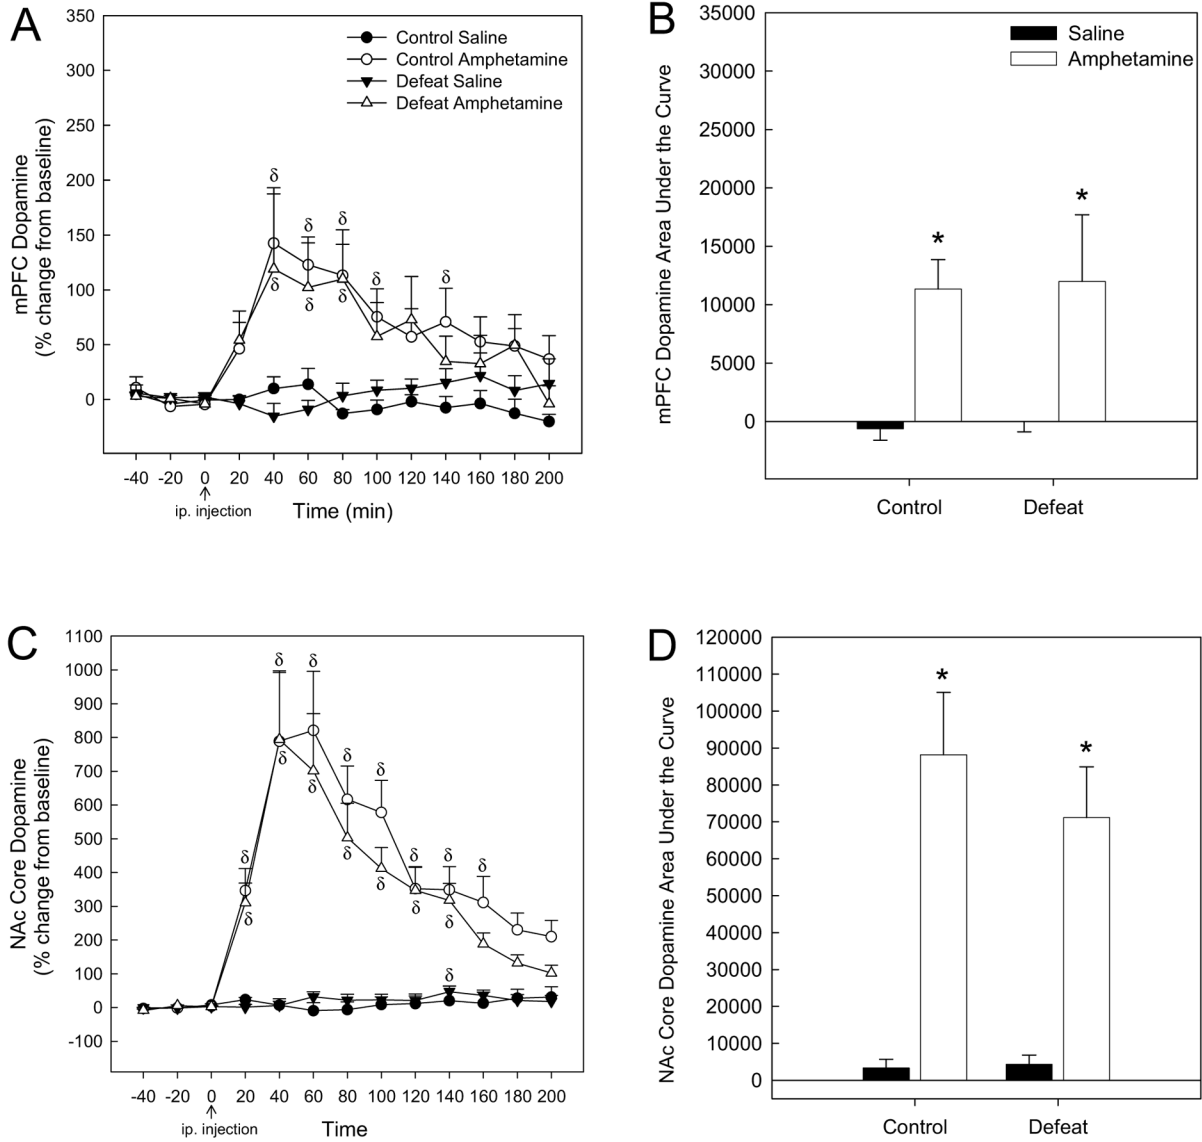 A
350
300
250
200
150
100
50
0
mPFC Dopamine
(% change from baseline)
Control Saline
Control Amphetamine
Defeat Saline
Defeat Amphetamine
δ
δ δ
δ δ
δ δ δ
-40 -20 0 20 40 60 80 100 120 140 160 180 200
ip. injection
Time (min)
B
35000
30000
25000
20000
15000
10000
5000
0
mPFC Dopamine Area Under the Curve
Saline
Amphetamine
* *
Control Defeat
C
1100
1000
900
800
700
600
500
400
300
200
100
0
-100
NAc Core Dopamine
(% change from baseline)
δ δ
δ δ
δ δ
δ δ
δ δ δ δ
δ δ δ
δ
-40 -20 0 20 40 60 80 100 120 140 160 180 200
ip. injection
Time
D
120000
110000
100000
90000
80000
70000
60000
50000
40000
30000
20000
10000
0
NAc Core Dopamine Area Under the Curve
* *
Control Defeat